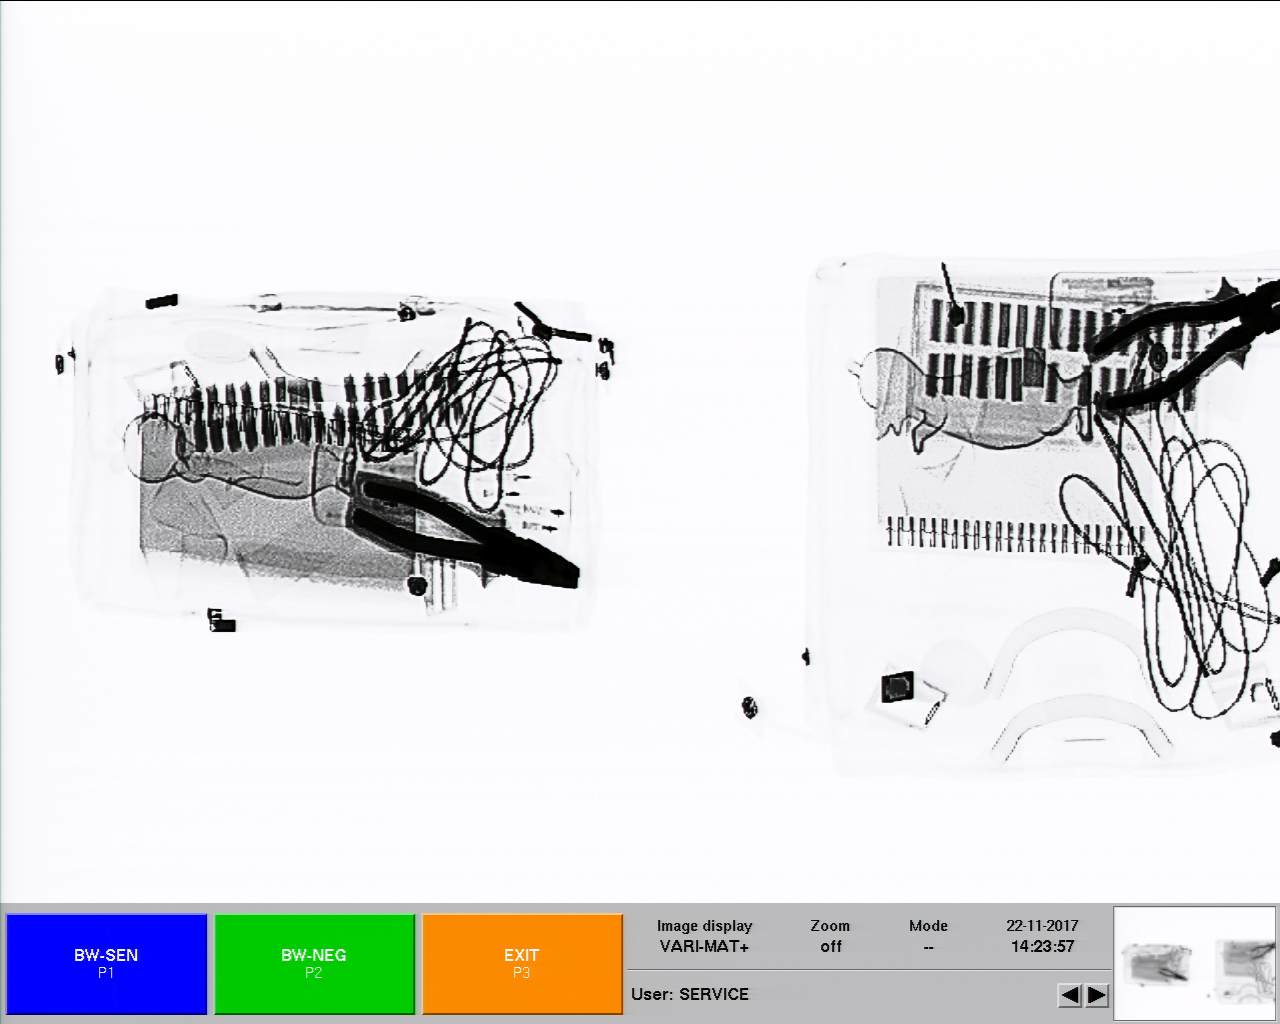 BW-SEN
P1
BW-NEG
P2
EXIT
P3
Image display
VARI-MAT+
Zoom
off
Mode
--
22-11-2017
14:23:57
User: SERVICE